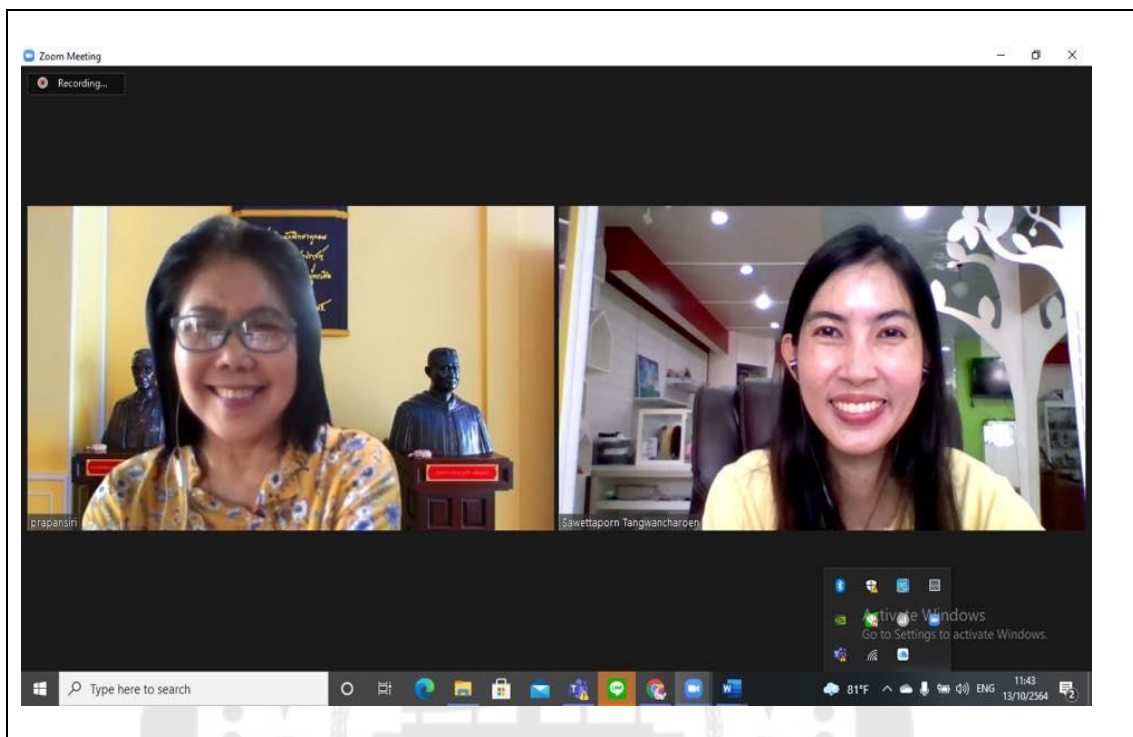 Zoom Meeting
Recording...
prapansiri
Sawettaporn Tangwancharoen
Activate Windows
Go to Settings to activate Windows.
Type here to search
81°F
ENG
11:43
13/10/2564
2